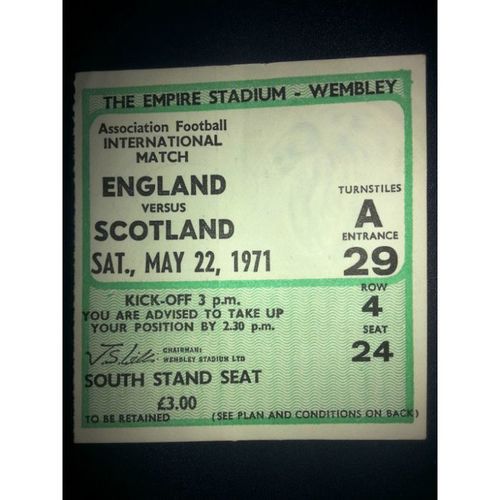 THE EMPIRE STADIUM - WEMBLEY
Association Football
INTERNATIONAL
MATCH
ENGLAND
VERSUS
SCOTLAND
SAT., MAY 22, 1971
TURNSTILES
A
ENTRANCE
29
ROW
4
SEAT
24
KICK-OFF 3 p.m.
YOU ARE ADVISED TO TAKE UP
YOUR POSITION BY 2.30 p.m.
CHAIRMAN:
WEMBLEY STADIUM LTD
SOUTH STAND SEAT
£3.00
TO BE RETAINED (SEE PLAN AND CONDITIONS ON BACK)